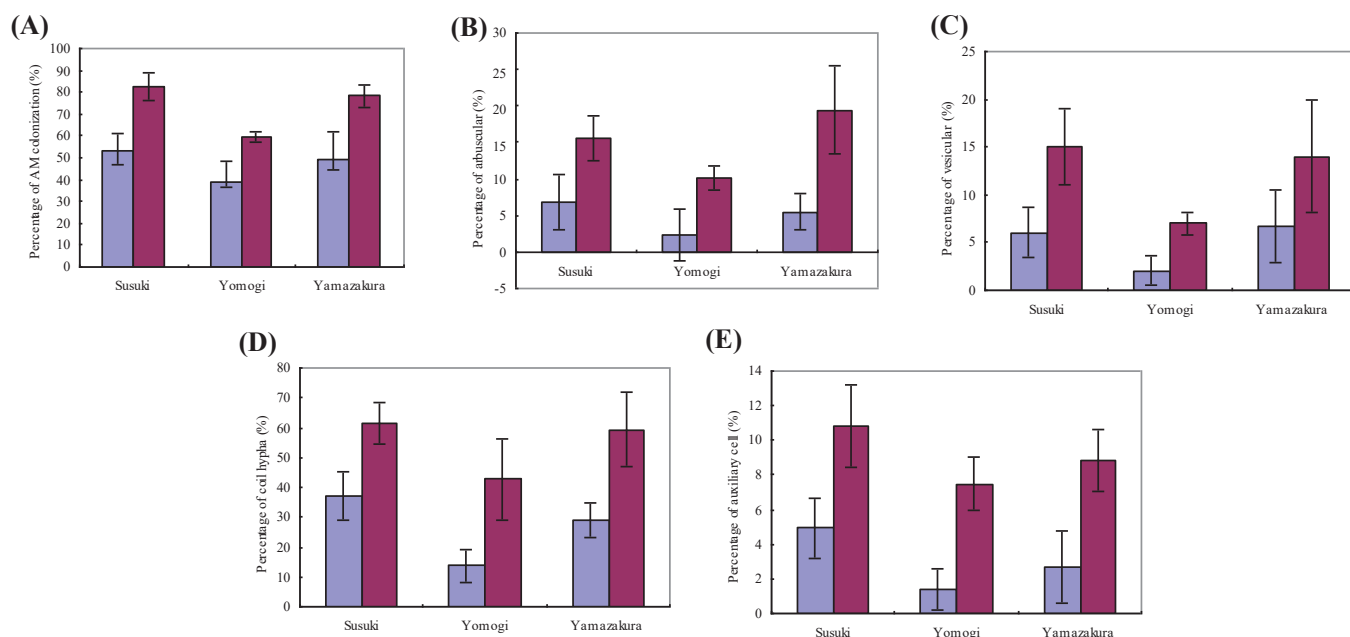 (A)
Percentage of AM colonization (%)
100
90
80
70
60
50
40
30
20
10
0
Susuki Yomogi Yamazakura
(B)
Percentage of arbuscular (%)
30
25
20
15
10
5
0
-5
Susuki Yomogi Yamazakura
(C)
Percentage of vesicular (%)
25
20
15
10
5
0
Susuki Yomogi Yamazakura
(D)
Percentage of coil hypha (%)
80
70
60
50
40
30
20
10
0
Susuki Yomogi Yamazakura
(E)
Percentage of auxiliary cell (%)
14
12
10
8
6
4
2
0
Susuki Yomogi Yamazakura